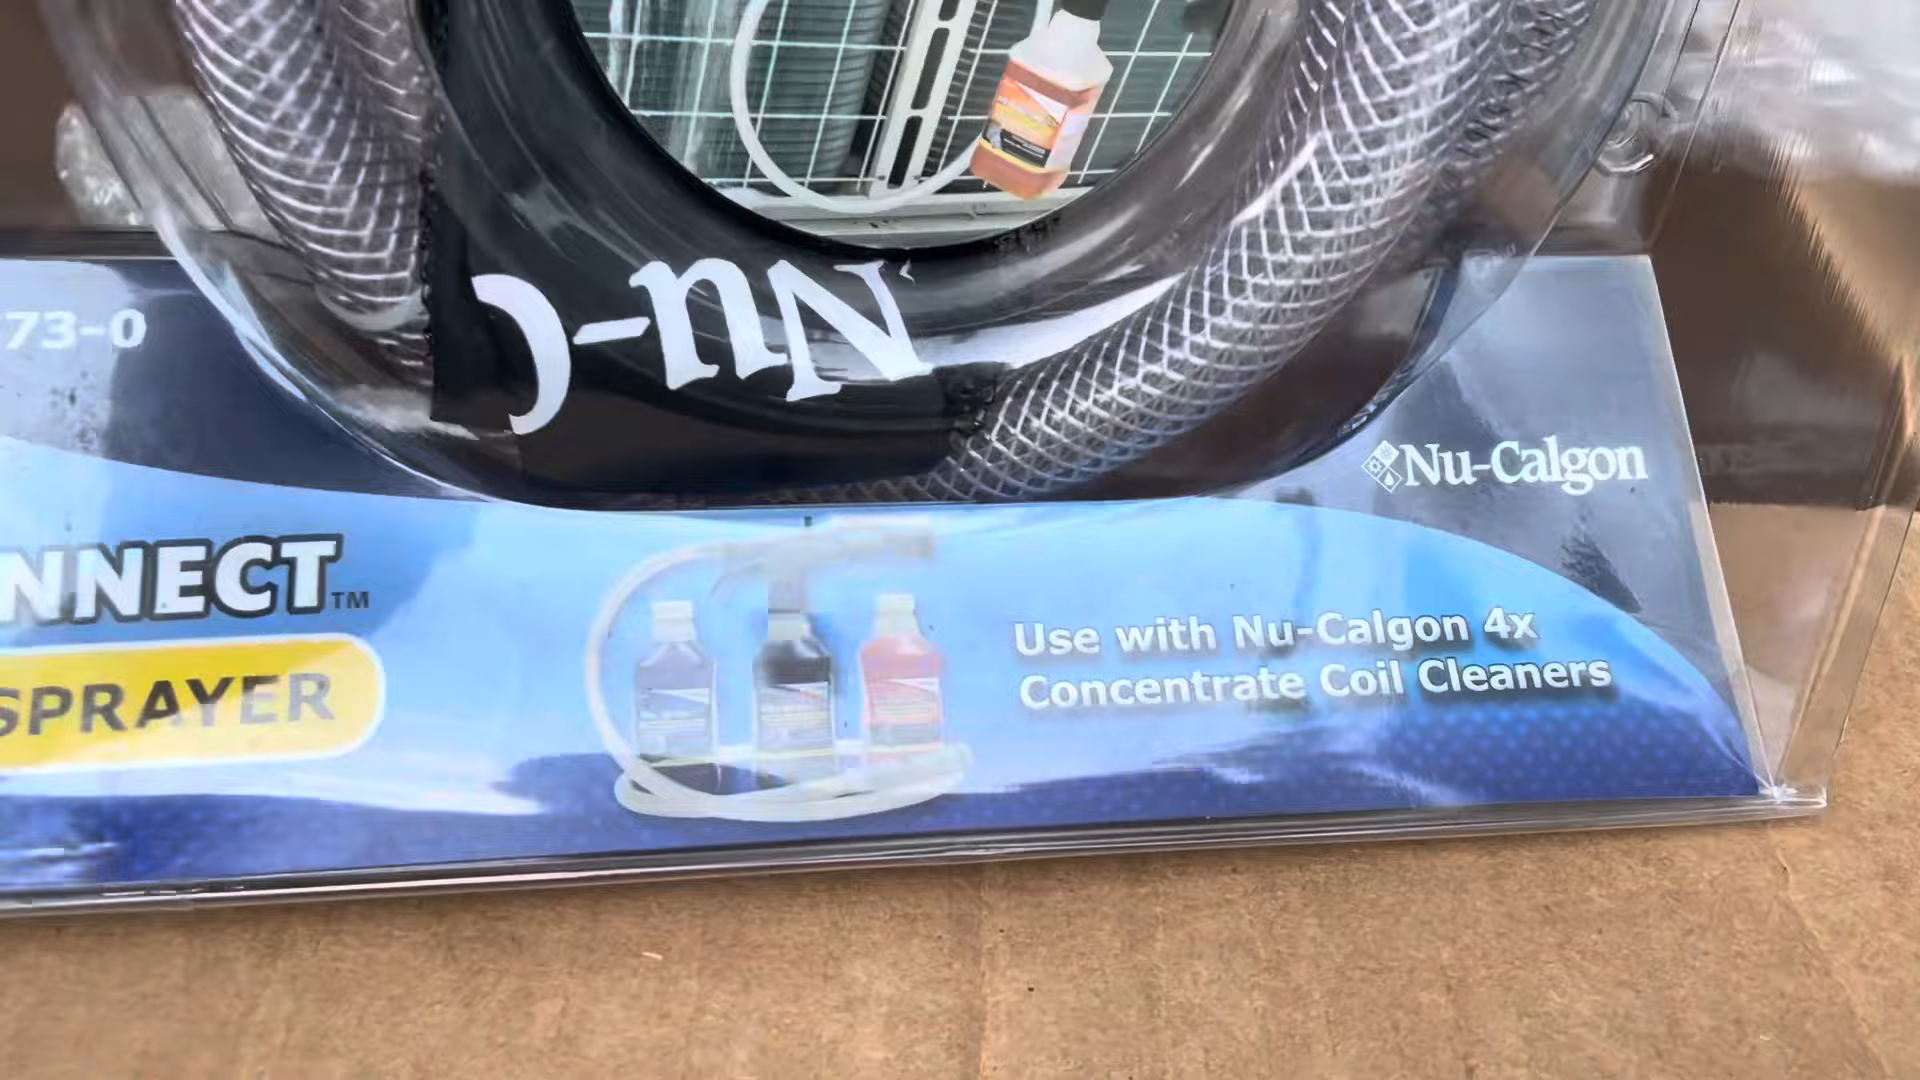 Nu-C
73-0
Nu-Calgon
NNECT™
SPRAYER
Use with Nu-Calgon 4x
Concentrate Coil Cleaners